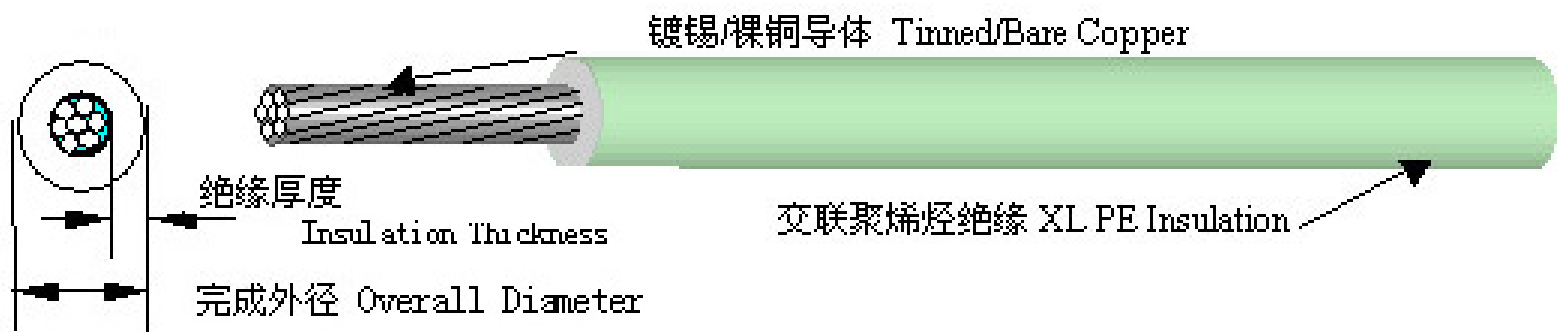 镀锡/裸铜导体 Tinned/Bare Copper
绝缘厚度
Insulation Thickness
交联聚烯烃绝缘 XL PE Insulation
完成外径 Overall Diameter